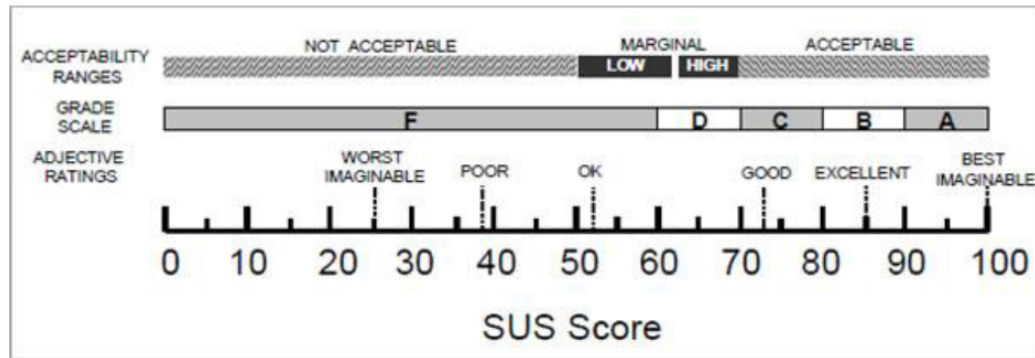 NOT ACCEPTABLE MARGINAL ACCEPTABLE
ACCEPTABILITY
RANGES
LOW HIGH
GRADE
SCALE
F D C B A
ADJECTIVE
RATINGS
WORST
IMAGINABLE
POOR
OK
GOOD
EXCELLENT
BEST
IMAGINABLE
0 10 20 30 40 50 60 70 80 90 100
SUS Score